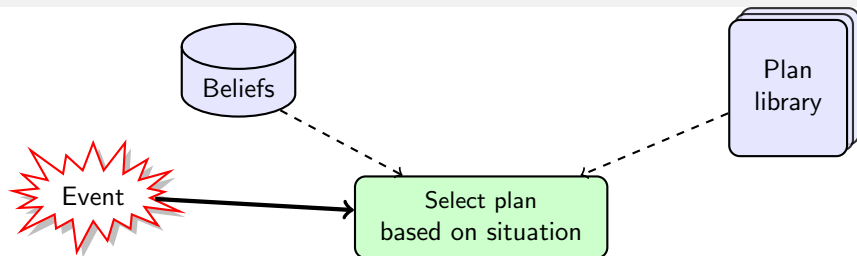 Beliefs
Plan
library
Event
Select plan
based on situation